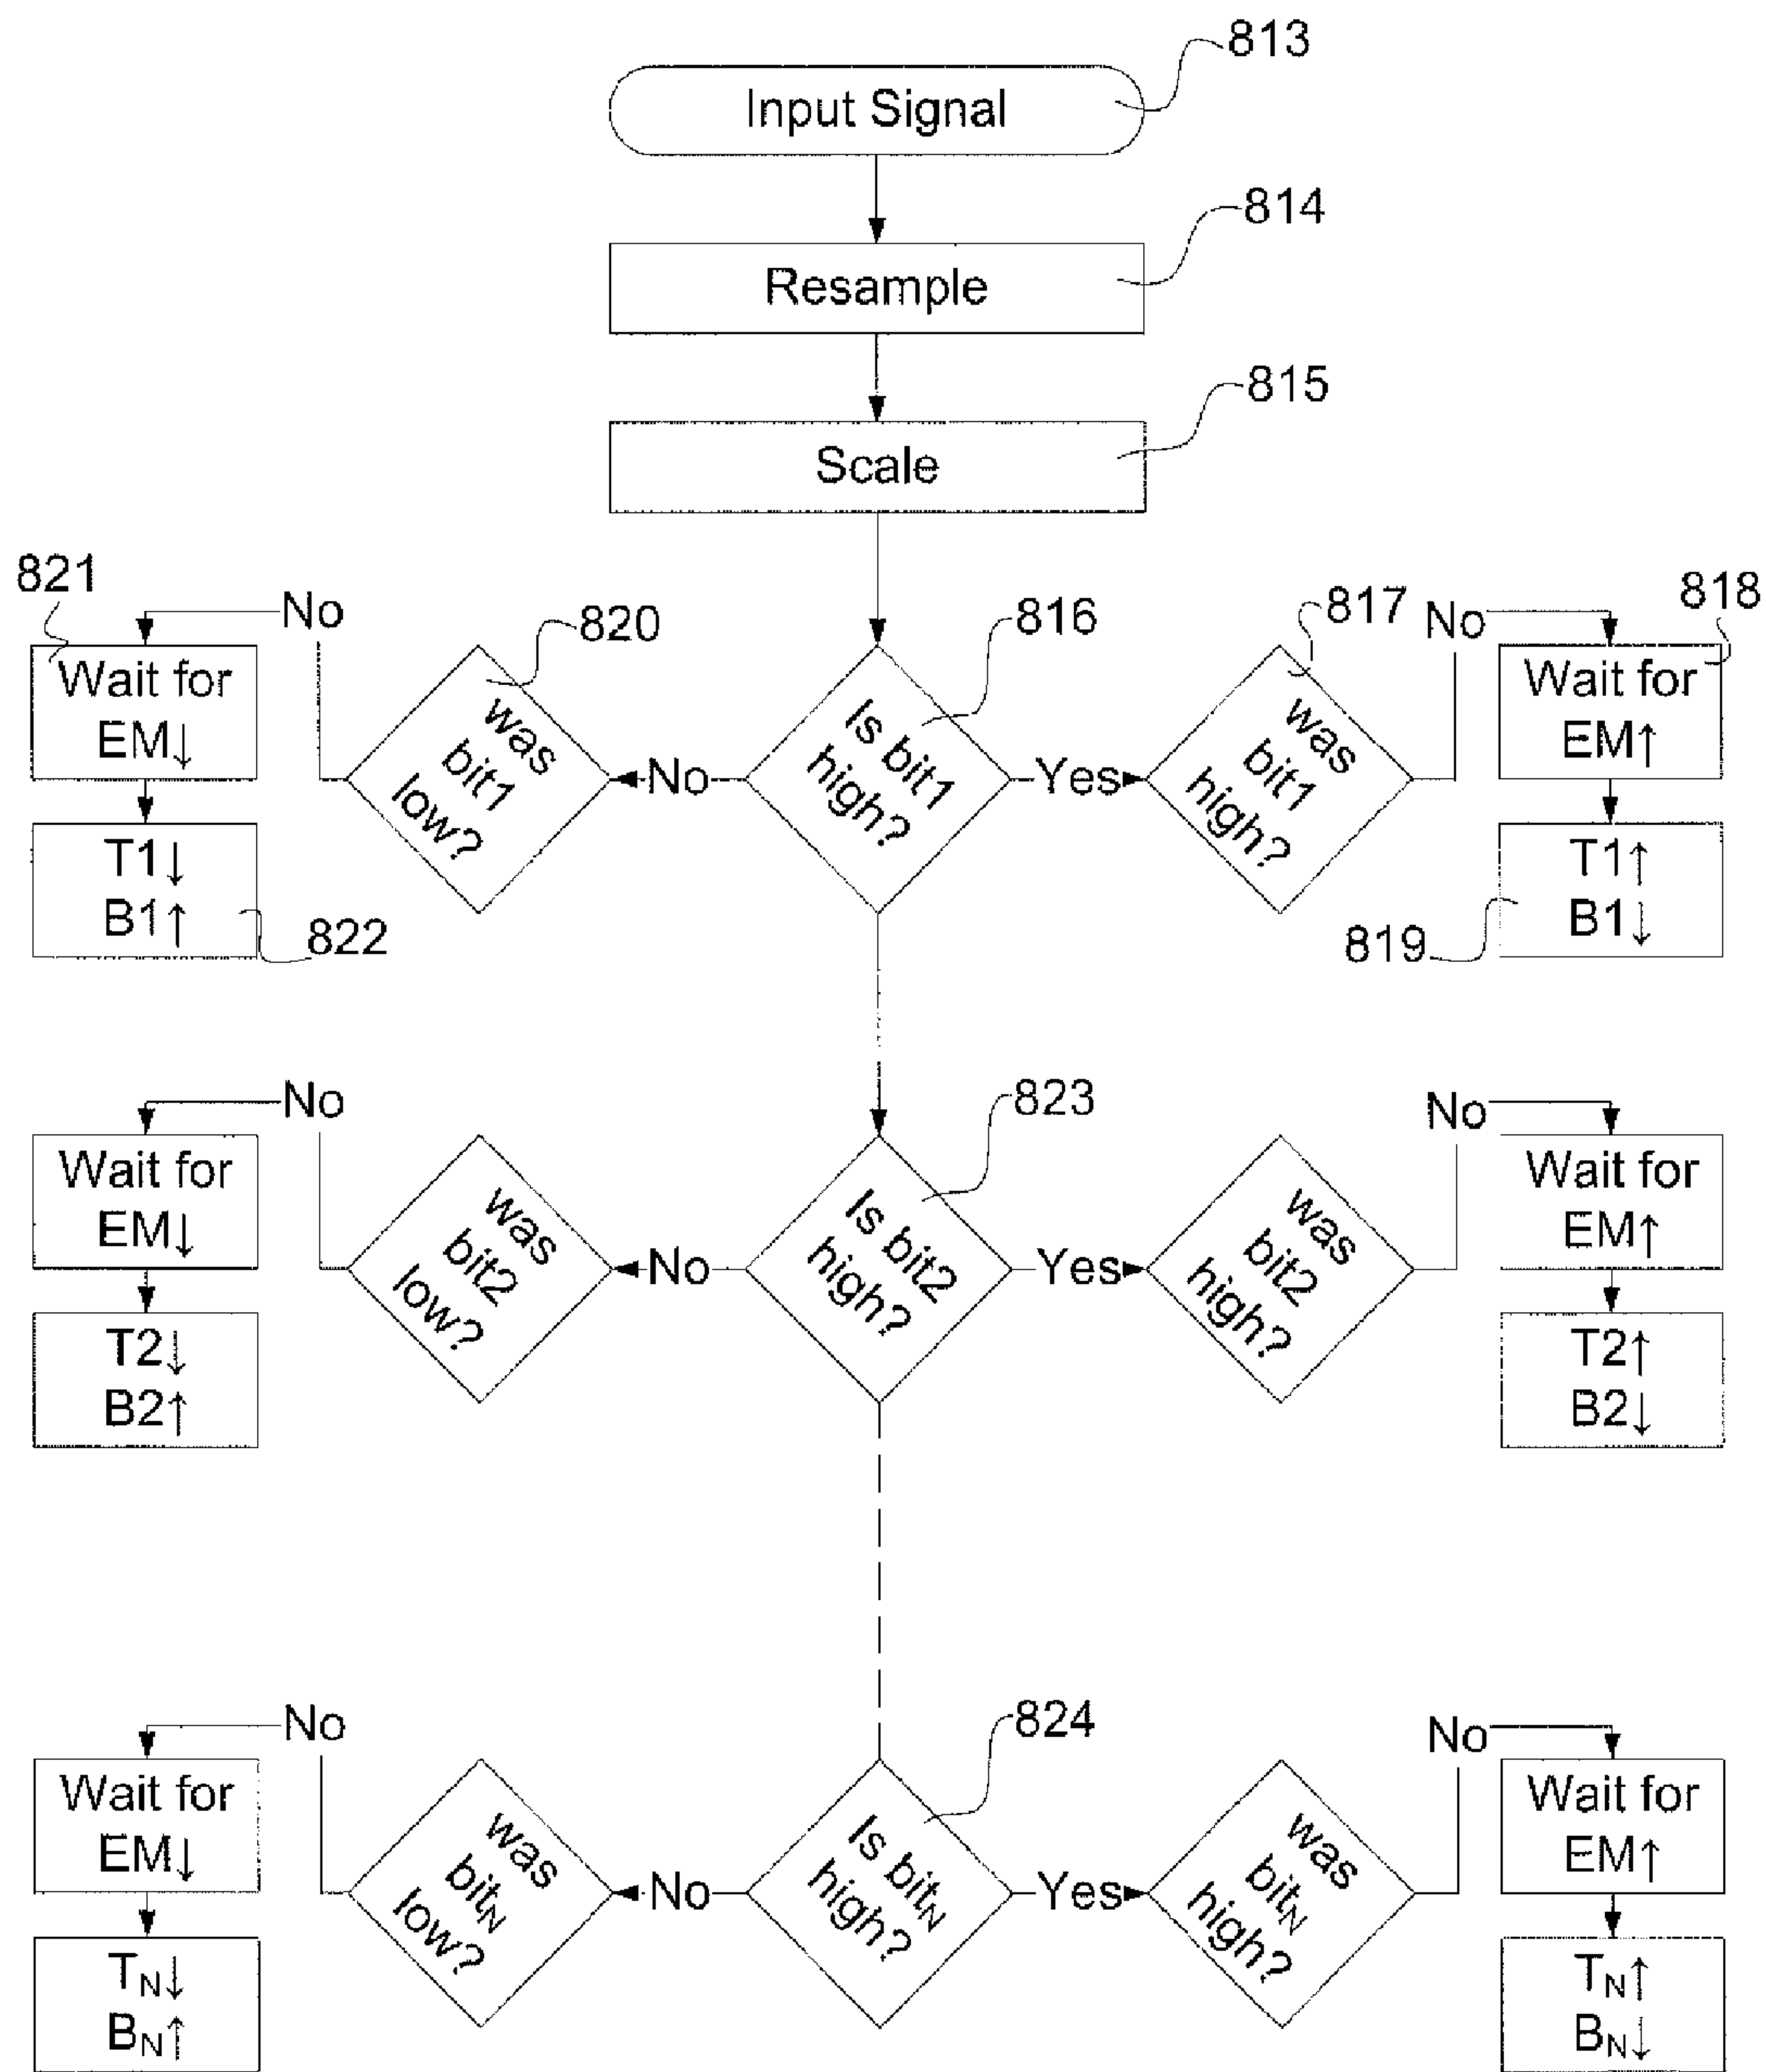 Input Signal
813
Resample
814
Scale
815
821
Wait for
EM↓
No
820
was
bit1
low?
No
816
Is bit1
high?
Yes
817
was
bit1
high?
No
818
Wait for
EM↑
T1↓
B1↑
822
T1↑
B1↓
819
Wait for
EM↓
No
was
bit2
low?
No
823
Is bit2
high?
Yes
was
bit2
high?
No
Wait for
EM↑
T2↓
B2↑
T2↑
B2↓
Wait for
EM↓
No
was
bitN
low?
No
824
Is bitN
high?
Yes
was
bitN
high?
No
Wait for
EM↑
TN↓
BN↑
TN↑
BN↓